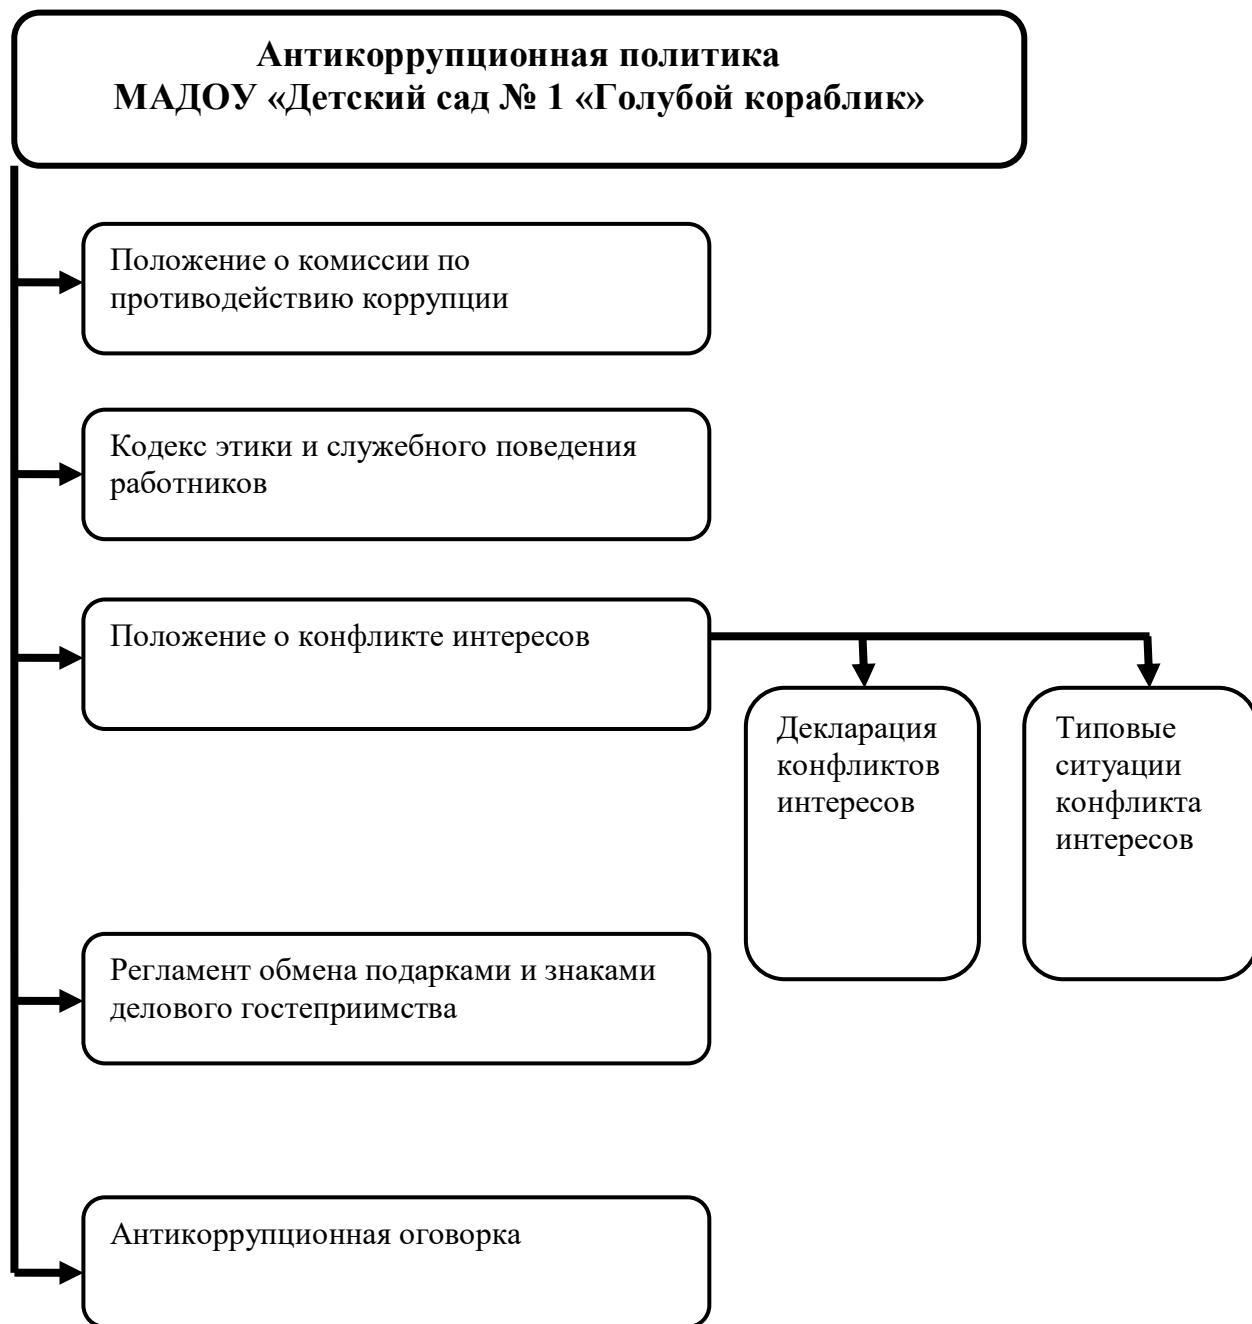 Антикоррупционная политика
МАДОУ «Детский сад № 1 «Голубой кораблик»
Положение о комиссии по
противодействию коррупции
Кодекс этики и служебного поведения
работников
Положение о конфликте интересов
Декларация
конфликтов
интересов
Типовые
ситуации
конфликта
интересов
Регламент обмена подарками и знаками
делового гостеприимства
Антикоррупционная оговорка